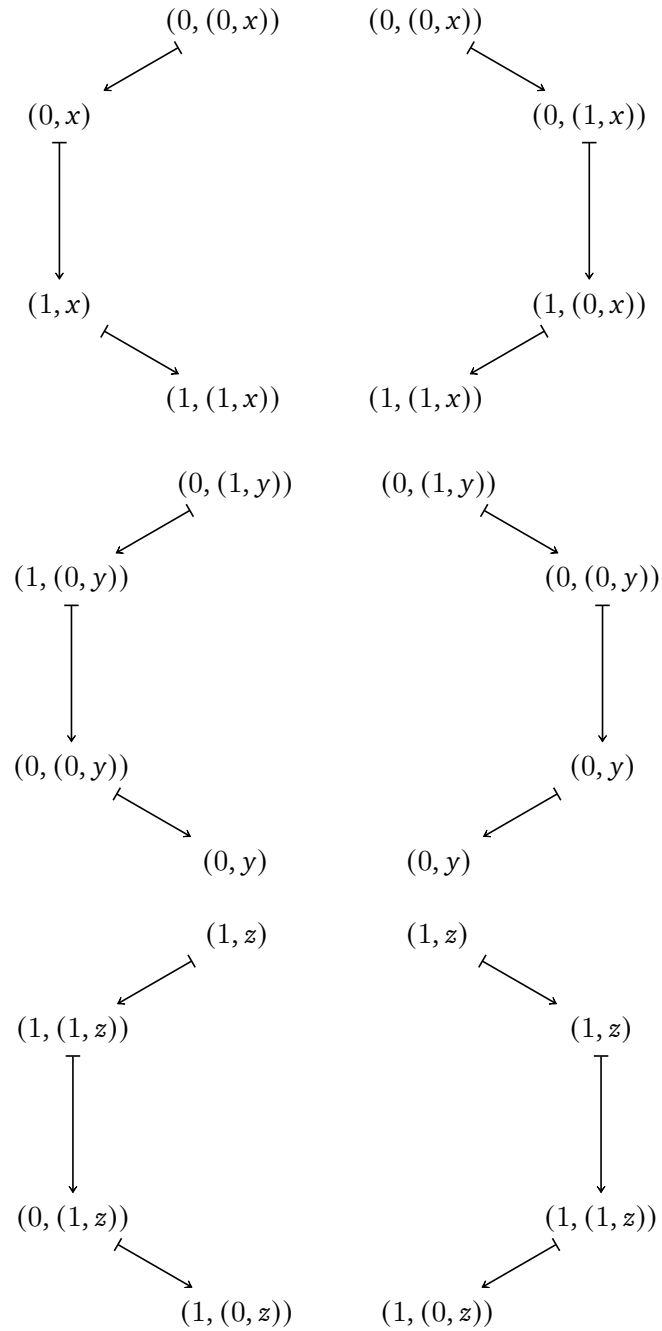 (0, (0, x)) (0, (0, x))
(0, x) (0, (1, x))
(1, x) (1, (0, x))
(1, (1, x)) (1, (1, x))
(0, (1, y)) (0, (1, y))
(1, (0, y)) (0, (0, y))
(0, (0, y)) (0, y)
(0, y) (0, y)
(1, z) (1, z)
(1, (1, z)) (1, z)
(0, (1, z)) (1, (1, z))
(1, (0, z)) (1, (0, z))